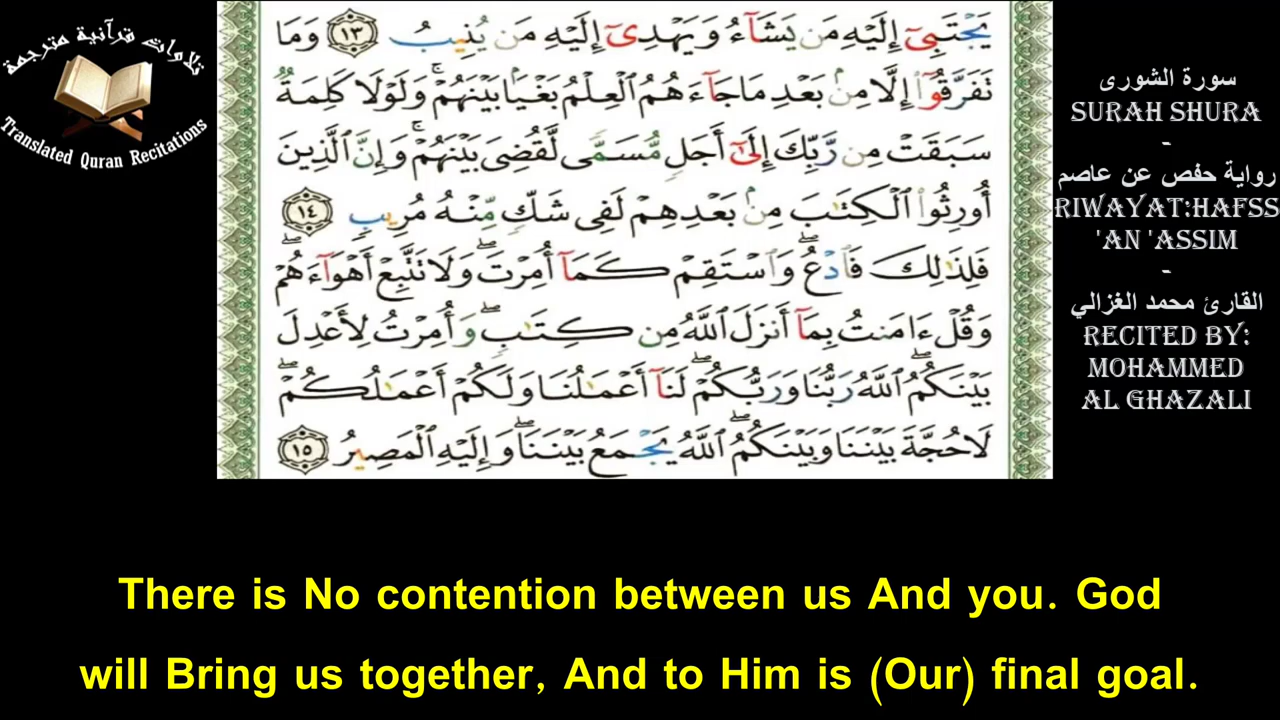 تلاوات قرآنية مترجمة
Translated Quran Recitations
يَجْتَبِىٓ إِلَيْهِ مَن يَشَآءُ وَيَهْدِىٓ إِلَيْهِ مَن يُنِيبُ ١٣ وَمَا
تَفَرَّقُوٓا۟ إِلَّا مِنۢ بَعْدِ مَا جَآءَهُمُ ٱلْعِلْمُ بَغْيًۢا بَيْنَهُمْ ۚ وَلَوْلَا كَلِمَةٌ
سَبَقَتْ مِن رَّبِّكَ إِلَىٰٓ أَجَلٍ مُّسَمًّى لَّقُضِىَ بَيْنَهُمْ ۚ وَإِنَّ ٱلَّذِينَ
أُورِثُوا۟ ٱلْكِتَٰبَ مِنۢ بَعْدِهِمْ لَفِى شَكٍّ مِّنْهُ مُرِيبٍ ١٤
فَلِذَٰلِكَ فَٱدْعُ ۖ وَٱسْتَقِمْ كَمَآ أُمِرْتَ ۖ وَلَا تَتَّبِعْ أَهْوَآءَهُمْ ۖ
وَقُلْ ءَامَنتُ بِمَآ أَنزَلَ ٱللَّهُ مِن كِتَٰبٍ ۖ وَأُمِرْتُ لِأَعْدِلَ
بَيْنَكُمُ ۖ ٱللَّهُ رَبُّنَا وَرَبُّكُمْ ۖ لَنَآ أَعْمَٰلُنَا وَلَكُمْ أَعْمَٰلُكُمْ ۖ
لَا حُجَّةَ بَيْنَنَا وَبَيْنَكُمُ ۖ ٱللَّهُ يَجْمَعُ بَيْنَنَا ۖ وَإِلَيْهِ ٱلْمَصِيرُ ١٥
سورة الشورى
SURAH SHURA
-
رواية حفص عن عاصم
RIWAYAT:HAFSS
'AN 'ASSIM
-
القارئ محمد الغزالي
RECITED BY:
MOHAMMED
AL GHAZALI
There is No contention between us And you. God
will Bring us together, And to Him is (Our) final goal.